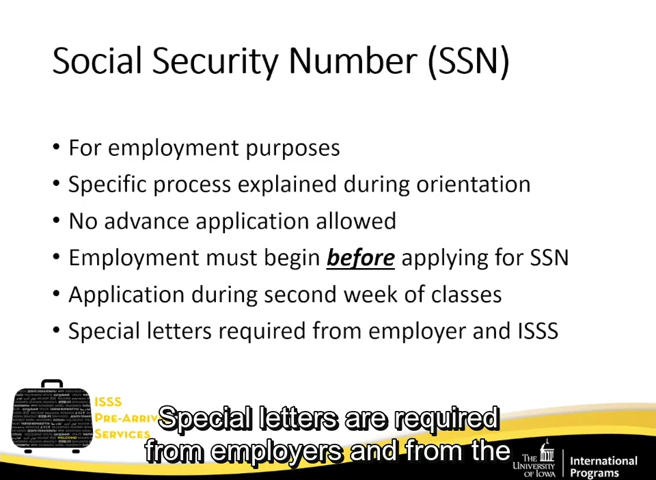 Social Security Number (SSN)
• For employment purposes
• Specific process explained during orientation
• No advance application allowed
• Employment must begin before applying for SSN
• Application during second week of classes
• Special letters required from employer and ISSS
ISSS
PRE-ARRIV
SERVICES
Special letters are required
from employers and from the
THE
UNIVERSITY
OF IOWA
International
Programs